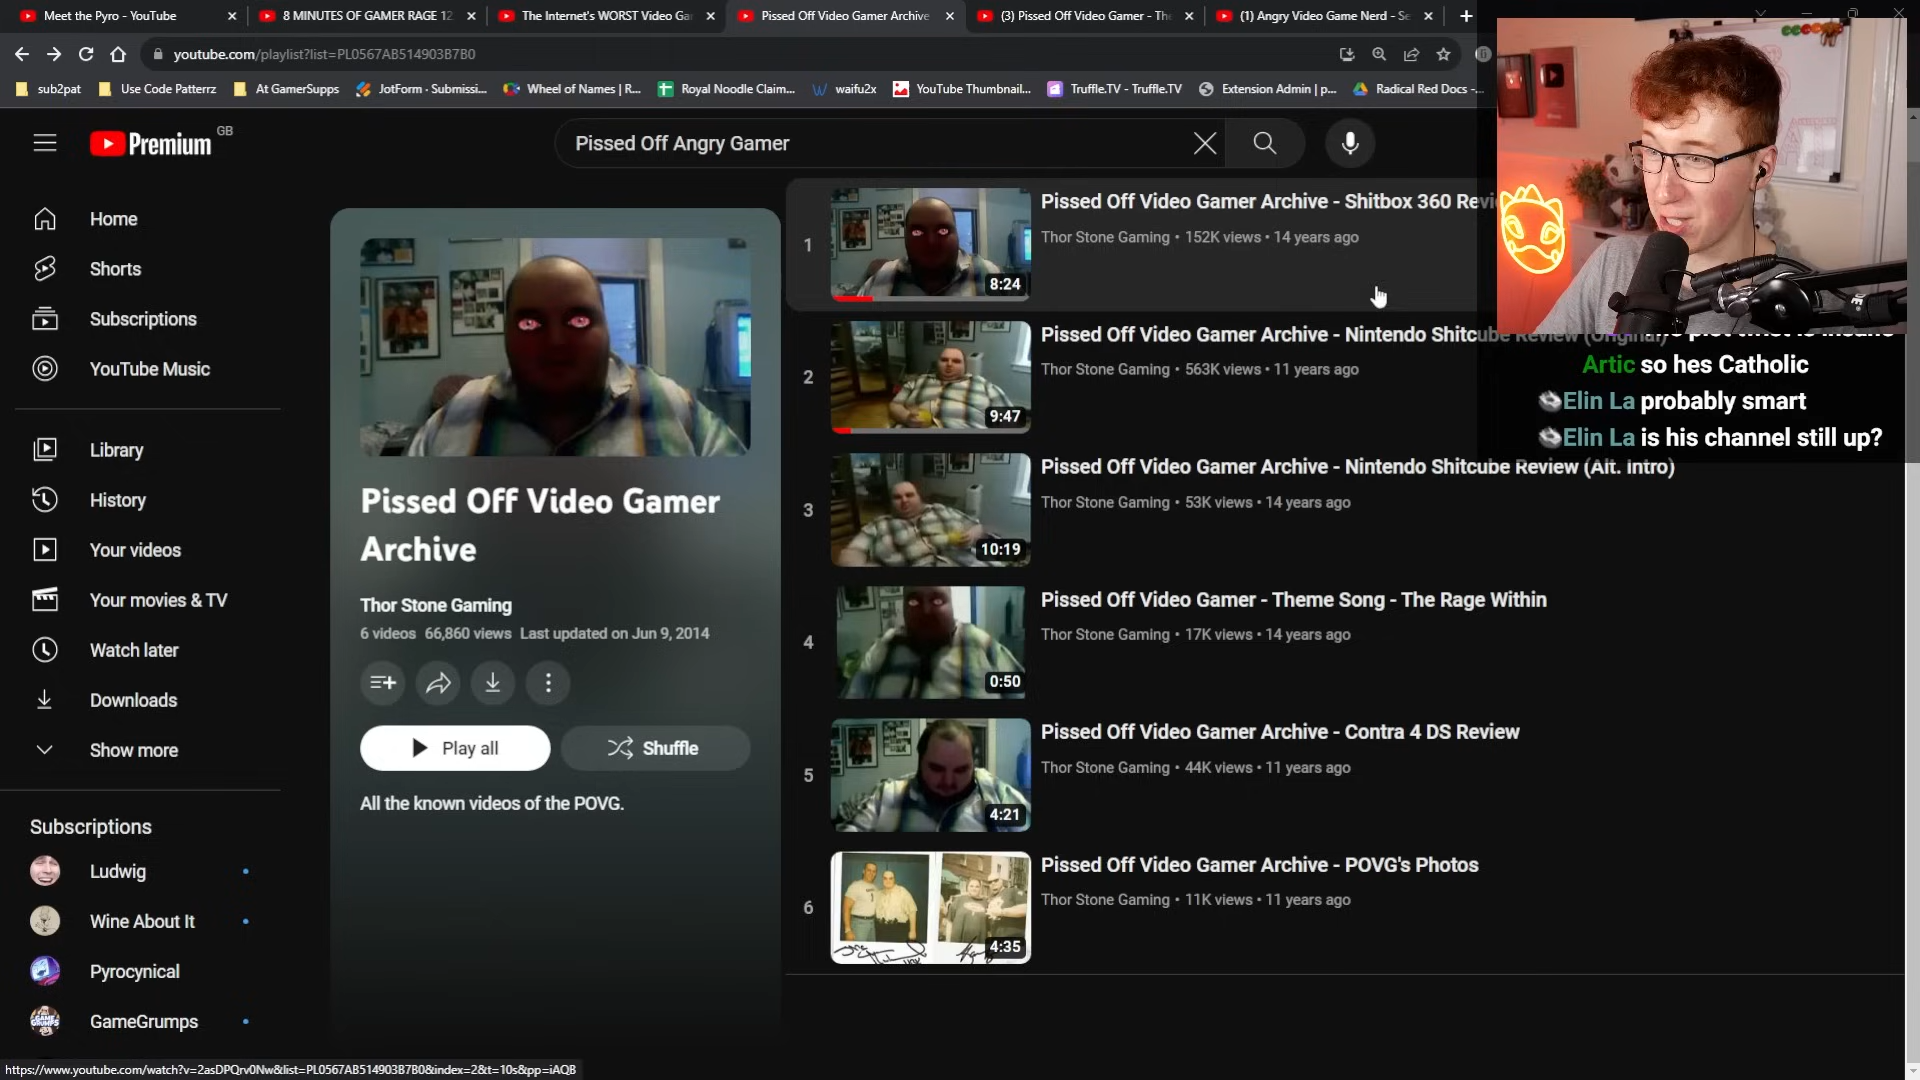 Meet the Pyro - YouTube
8 MINUTES OF GAMER RAGE 12
The Internet's WORST Video Ga
Pissed Off Video Gamer Archive
(3) Pissed Off Video Gamer - The
(1) Angry Video Game Nerd - Se
youtube.com/playlist?list=PL0567AB514903B7B0
sub2pat
Use Code Patterrz
At GamerSupps
JotForm - Submissi...
Wheel of Names | R...
Royal Noodle Claim...
waifu2x
YouTube Thumbnail...
Truffle.TV - Truffle.TV
Extension Admin | p...
Radical Red Docs -...
Premium
GB
Pissed Off Angry Gamer
Home
Shorts
Subscriptions
YouTube Music
Library
History
Your videos
Your movies & TV
Watch later
Downloads
Show more
Subscriptions
Ludwig
Wine About It
Pyrocynical
GameGrumps
Pissed Off Video Gamer
Archive
Thor Stone Gaming
6 videos 66,860 views Last updated on Jun 9, 2014
Play all
Shuffle
All the known videos of the POVG.
1
8:24
Pissed Off Video Gamer Archive - Shitbox 360 Revi
Thor Stone Gaming • 152K views • 14 years ago
2
9:47
Pissed Off Video Gamer Archive - Nintendo Shitcube Review (Original)
Thor Stone Gaming • 563K views • 11 years ago
3
10:19
Pissed Off Video Gamer Archive - Nintendo Shitcube Review (Alt. intro)
Thor Stone Gaming • 53K views • 14 years ago
4
0:50
Pissed Off Video Gamer - Theme Song - The Rage Within
Thor Stone Gaming • 17K views • 14 years ago
5
4:21
Pissed Off Video Gamer Archive - Contra 4 DS Review
Thor Stone Gaming • 44K views • 11 years ago
6
4:35
Pissed Off Video Gamer Archive - POVG's Photos
Thor Stone Gaming • 11K views • 11 years ago
Artic so hes Catholic
Elin La probably smart
Elin La is his channel still up?
https://www.youtube.com/watch?v=2asDPQrv0Nw&list=PL0567AB514903B7B0&index=2&t=10s&pp=iAQB